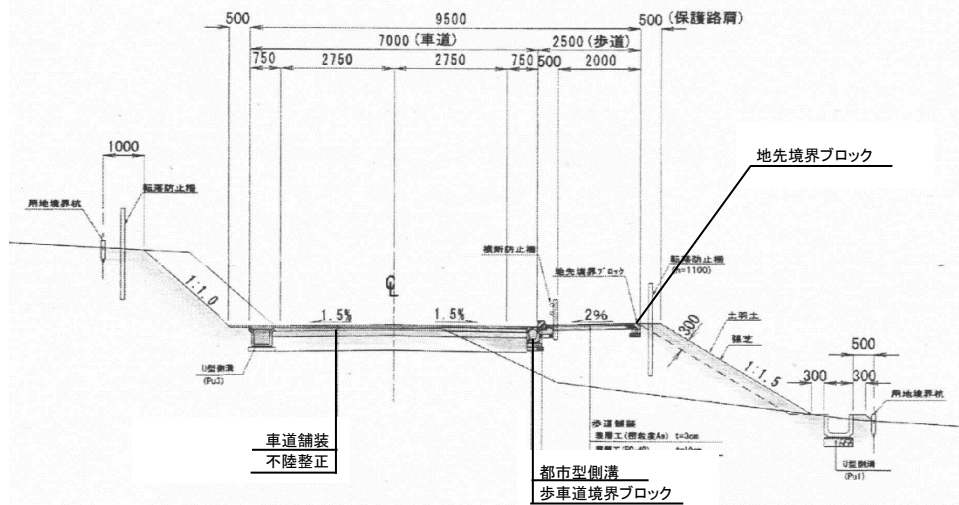 500 9500 500 (保護路肩)
7000 (車道) 2500 (歩道)
750 2750 2750 750 500 2000
1000
地先境界ブロック
転落防止柵
用地境界杭
横断防止柵
地先境界ブロック
転落防止柵
(h=1100)
1:1.0
CL
1.5% 1.5% 2%
300
土羽土
張芝
1:1.5
500
300 300
用地境界杭
U型側溝
(Pu3)
歩道舗装
表層工(密粒度As) t=3cm
車道舗装
不陸整正
都市型側溝
歩車道境界ブロック
U型側溝
(Pu1)